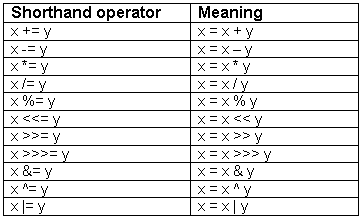 Shorthand operator Meaning
x += y x = x + y
x -= y x = x – y
x *= y x = x * y
x /= y x = x / y
x %= y x = x % y
x <<= y x = x << y
x >>= y x = x >> y
x >>>= y x = x >>> y
x &= y x = x & y
x ^= y x = x ^ y
x |= y x = x | y